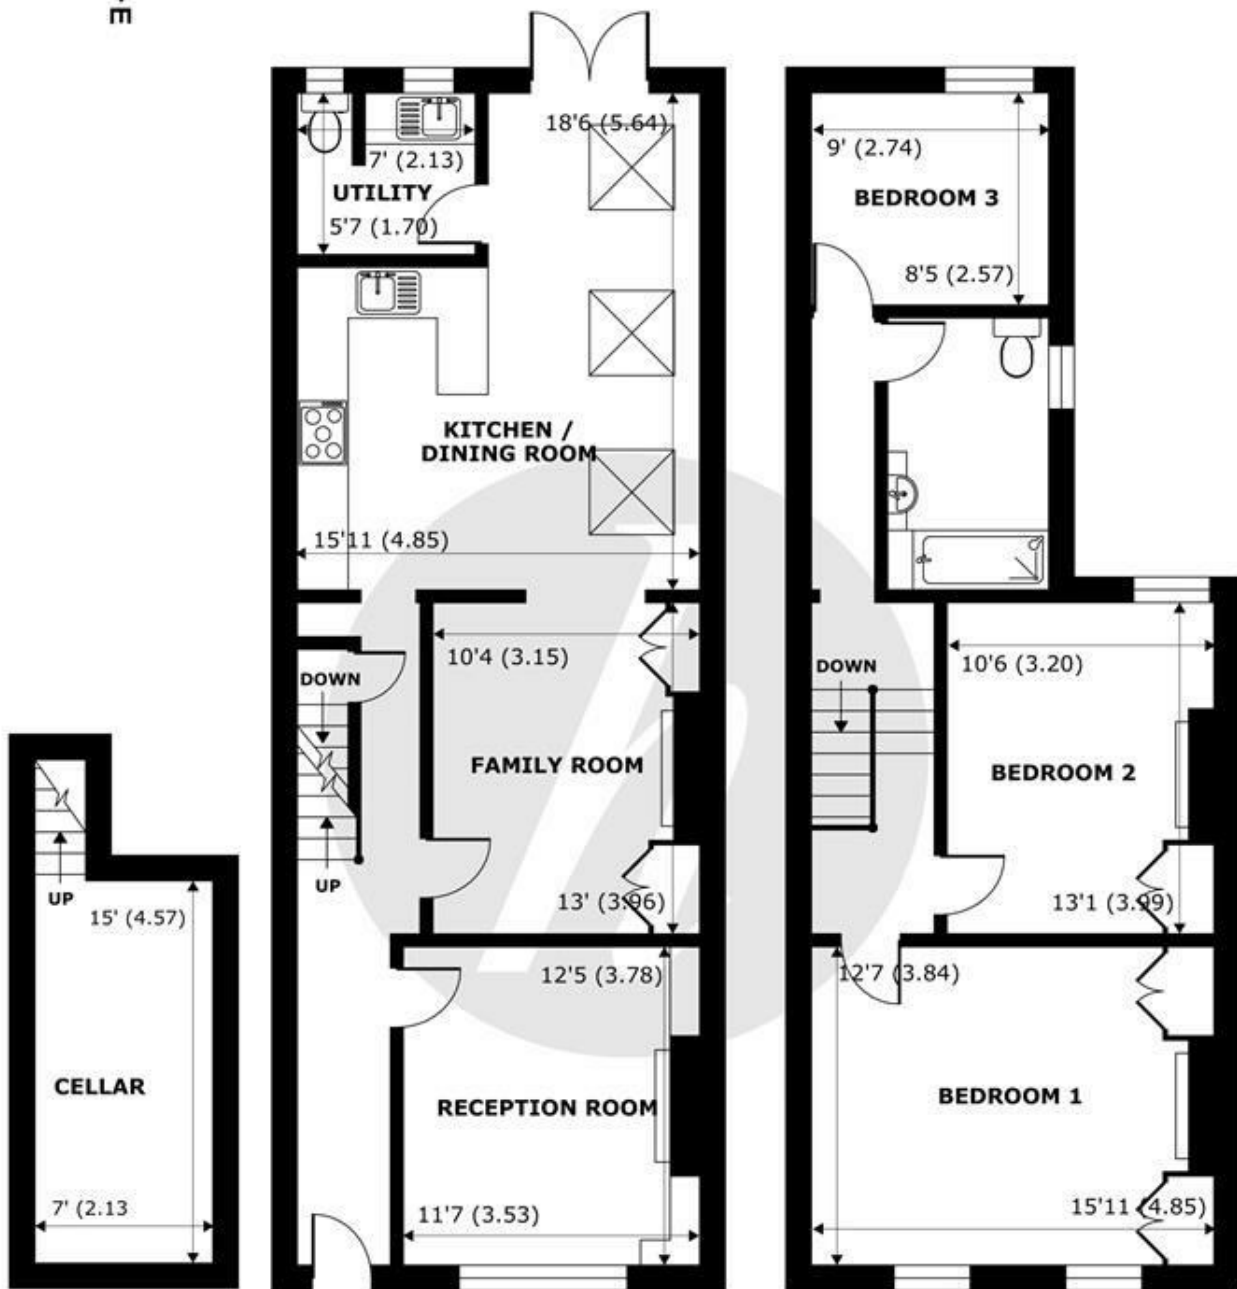 E
18'6 (5.64)
7' (2.13)
UTILITY
5'7 (1.70)
KITCHEN /
DINING ROOM
15'11 (4.85)
10'4 (3.15)
DOWN
FAMILY ROOM
UP
13' (3.96)
12'5 (3.78)
RECEPTION ROOM
11'7 (3.53)
UP
15' (4.57)
CELLAR
7' (2.13
9' (2.74)
BEDROOM 3
8'5 (2.57)
DOWN
10'6 (3.20)
BEDROOM 2
13'1 (3.99)
12'7 (3.84)
BEDROOM 1
15'11 (4.85)